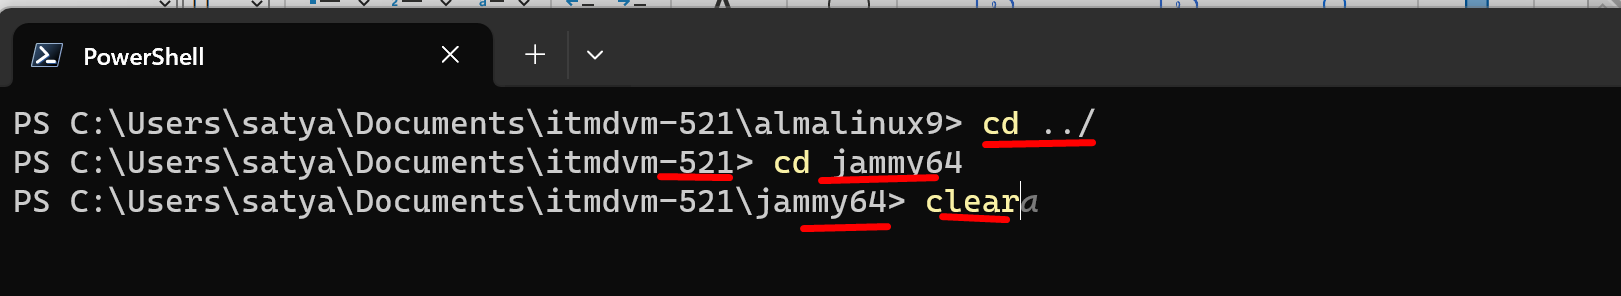 PowerShell
PS C:\Users\satya\Documents\itmdvm-521\almalinux9> cd ../
PS C:\Users\satya\Documents\itmdvm-521> cd jammy64
PS C:\Users\satya\Documents\itmdvm-521\jammy64> cleara